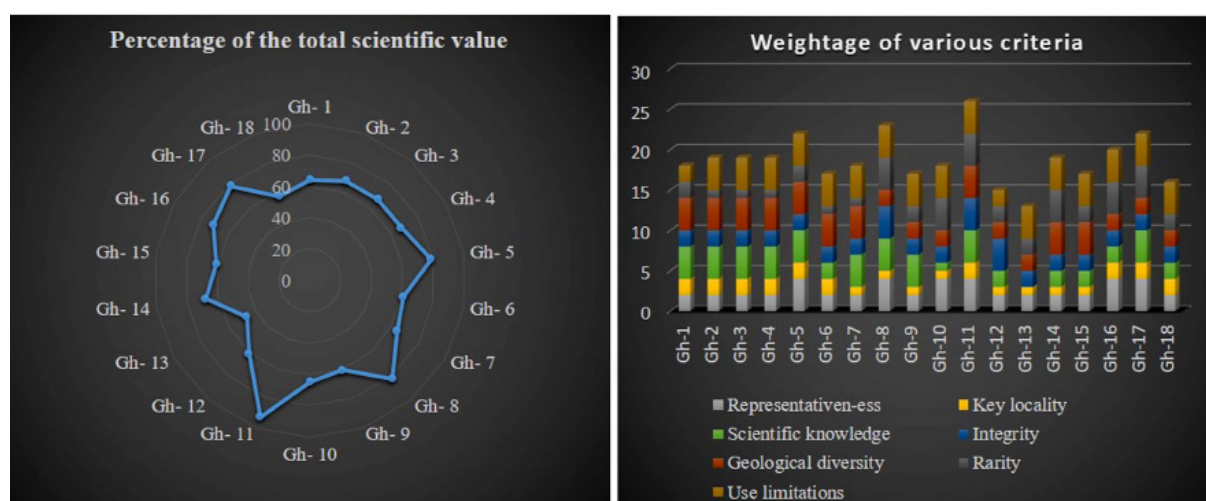 Percentage of the total scientific value
Gh- 1
Gh- 2
Gh- 3
Gh- 4
Gh- 5
Gh- 6
Gh- 7
Gh- 8
Gh- 9
Gh- 10
Gh- 11
Gh- 12
Gh- 13
Gh- 14
Gh- 15
Gh- 16
Gh- 17
Gh- 18
100
80
60
40
20
0
Weightage of various criteria
30
25
20
15
10
5
0
Gh-1
Gh-2
Gh-3
Gh-4
Gh-5
Gh-6
Gh-7
Gh-8
Gh-9
Gh-10
Gh-11
Gh-12
Gh-13
Gh-14
Gh-15
Gh-16
Gh-17
Gh-18
Representativen-ess
Key locality
Scientific knowledge
Integrity
Geological diversity
Rarity
Use limitations